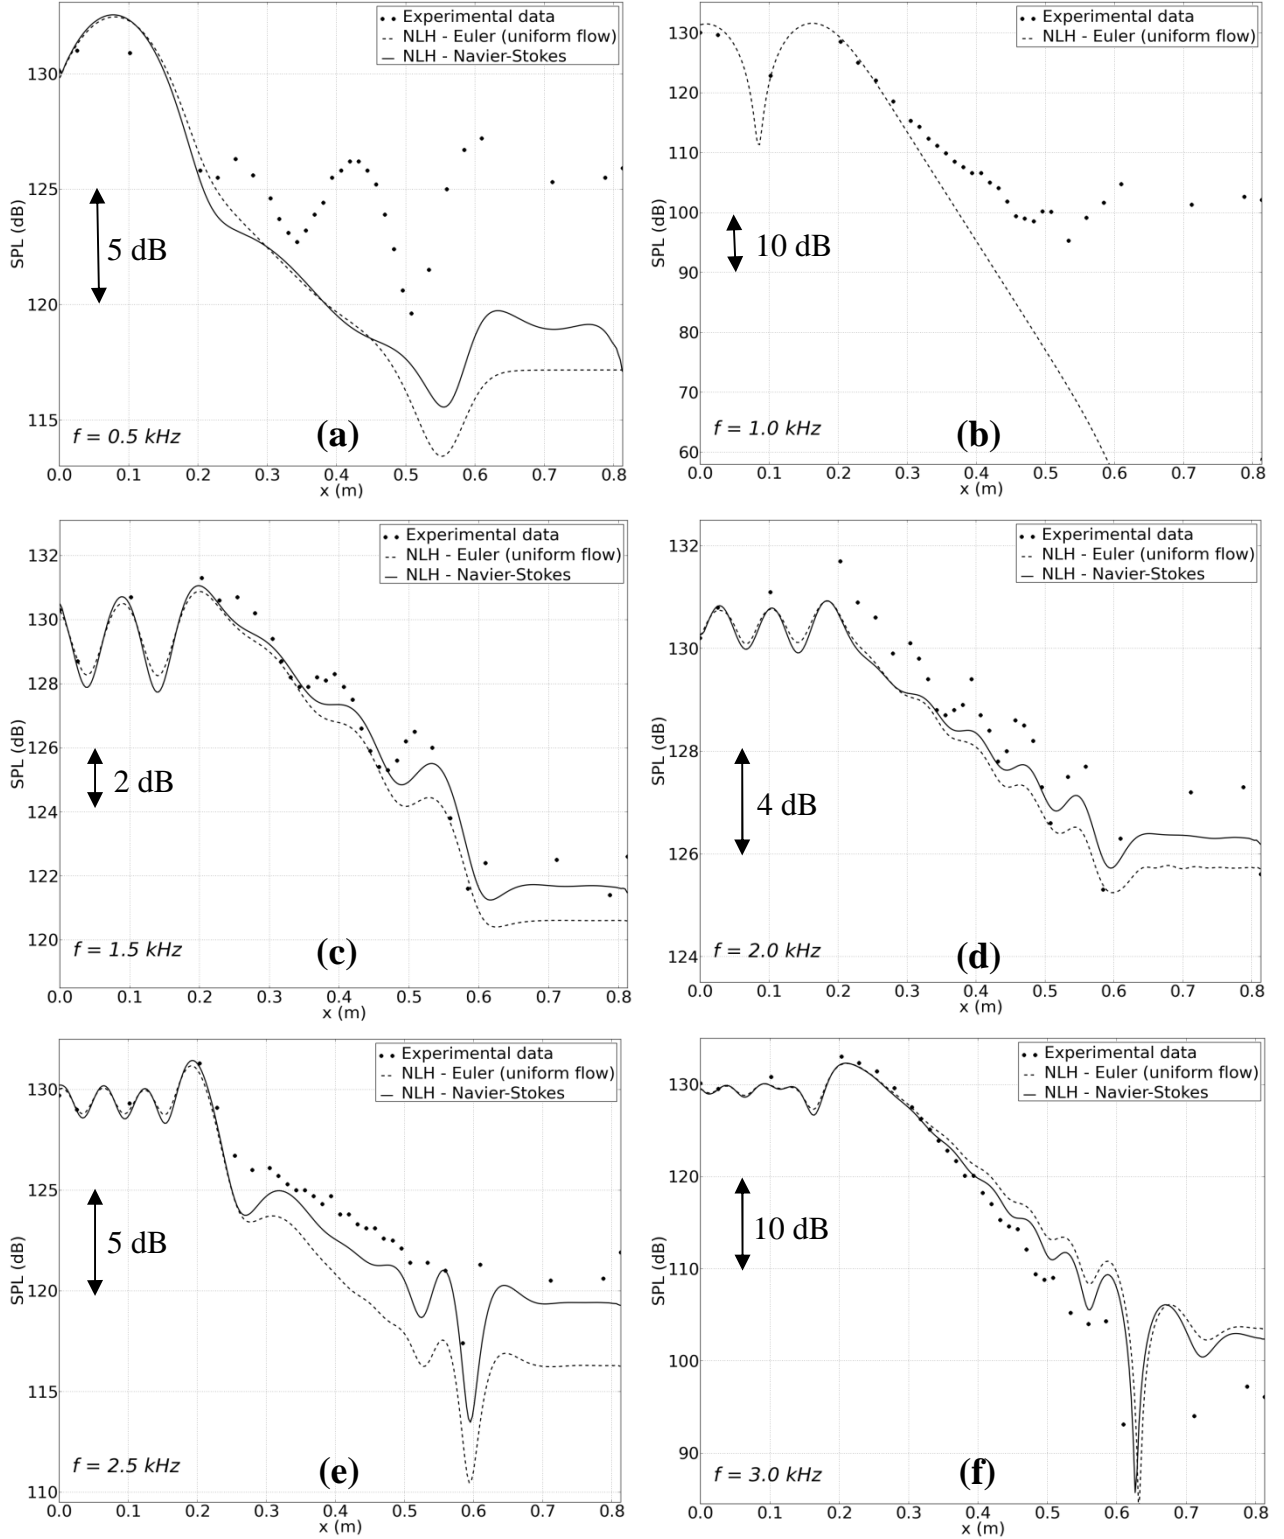 Experimental data
NLH - Euler (uniform flow)
NLH - Navier-Stokes
130
125
120
115
SPL (dB)
5 dB
f = 0.5 kHz
(a)
0.0 0.1 0.2 0.3 0.4 0.5 0.6 0.7 0.8
x (m)
Experimental data
NLH - Euler (uniform flow)
130
120
110
100
90
80
70
60
SPL (dB)
10 dB
f = 1.0 kHz
(b)
0.0 0.1 0.2 0.3 0.4 0.5 0.6 0.7 0.8
x (m)
Experimental data
NLH - Euler (uniform flow)
NLH - Navier-Stokes
132
130
128
126
124
122
120
SPL (dB)
2 dB
f = 1.5 kHz
(c)
0.0 0.1 0.2 0.3 0.4 0.5 0.6 0.7 0.8
x (m)
Experimental data
NLH - Euler (uniform flow)
NLH - Navier-Stokes
132
130
128
126
124
SPL (dB)
4 dB
f = 2.0 kHz
(d)
0.0 0.1 0.2 0.3 0.4 0.5 0.6 0.7 0.8
x (m)
Experimental data
NLH - Euler (uniform flow)
NLH - Navier-Stokes
130
125
120
115
110
SPL (dB)
5 dB
f = 2.5 kHz
(e)
0.0 0.1 0.2 0.3 0.4 0.5 0.6 0.7 0.8
x (m)
Experimental data
NLH - Euler (uniform flow)
NLH - Navier-Stokes
130
120
110
100
90
SPL (dB)
10 dB
f = 3.0 kHz
(f)
0.0 0.1 0.2 0.3 0.4 0.5 0.6 0.7 0.8
x (m)